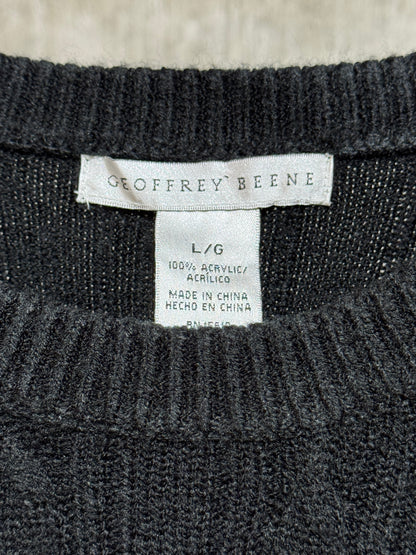 GEOFFREY BEENE
L/G
100% ACRYLIC/
ACRÍLICO
MADE IN CHINA
HECHO EN CHINA